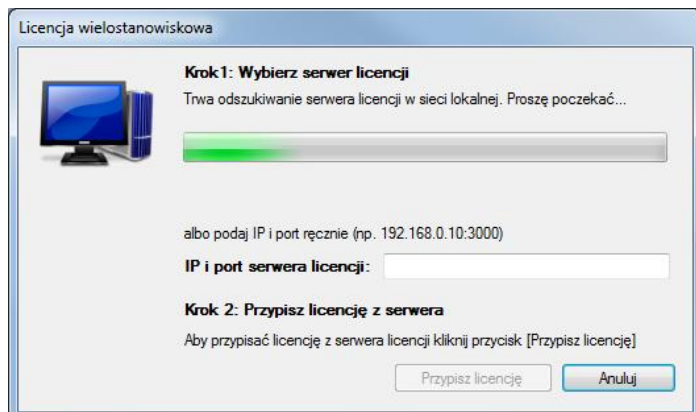 Licencja wielostanowiskowa
Krok1: Wybierz serwer licencji
Trwa odszukiwanie serwera licencji w sieci lokalnej. Proszę poczekać...
albo podaj IP i port ręcznie (np. 192.168.0.10:3000)
IP i port serwera licencji:
Krok 2: Przypisz licencję z serwera
Aby przypisać licencję z serwera licencji kliknij przycisk [Przypisz licencję]
Przypisz licencję Anuluj